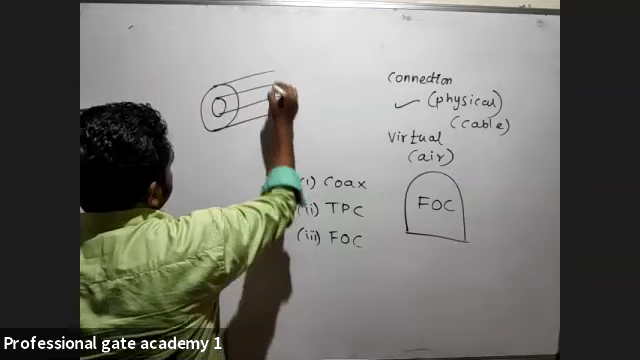 Connection
(physical)
(cable)
Virtual
(air)
(i) Coax
(ii) TPC
(iii) FOC
FOC
Professional gate academy 1